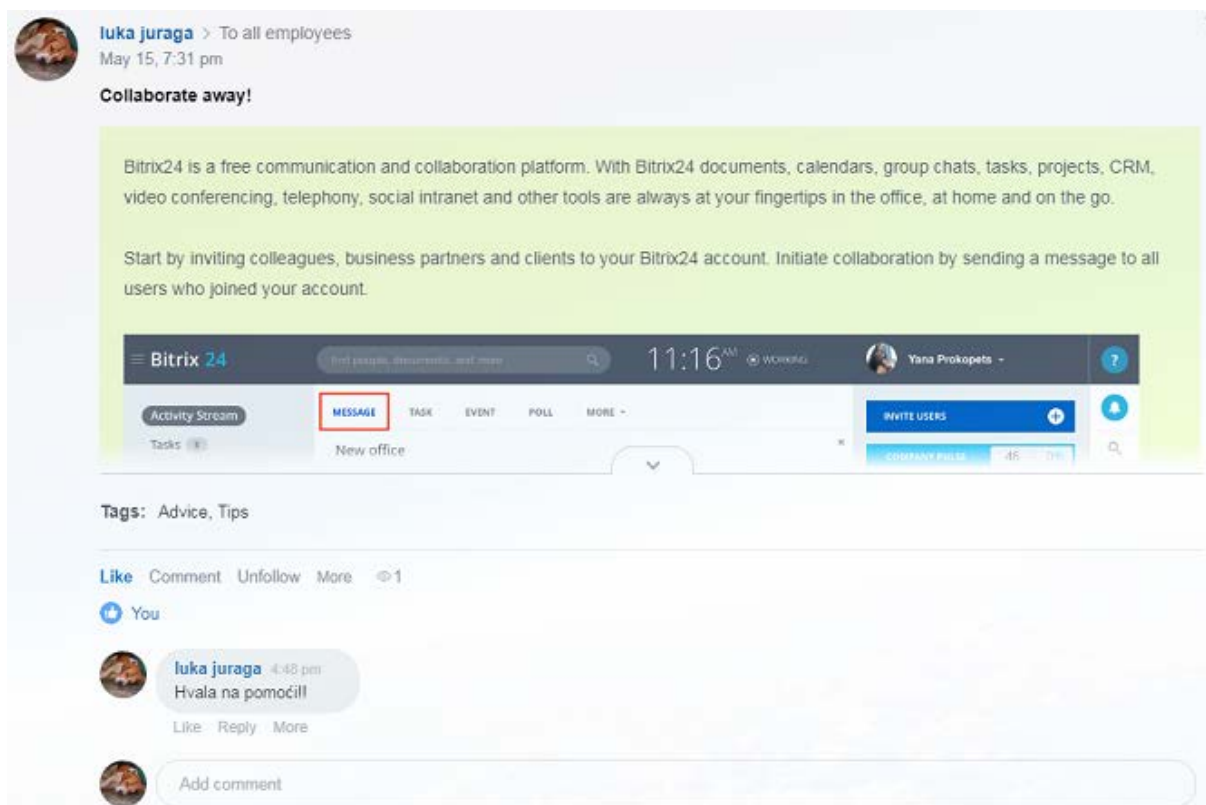 luka juraga > To all employees
May 15, 7:31 pm
Collaborate away!
Bitrix24 is a free communication and collaboration platform. With Bitrix24 documents, calendars, group chats, tasks, projects, CRM,
video conferencing, telephony, social intranet and other tools are always at your fingertips in the office, at home and on the go.
Start by inviting colleagues, business partners and clients to your Bitrix24 account. Initiate collaboration by sending a message to all
users who joined your account.
Bitrix 24 find people, documents, and more 11:16 AM WORKING Yana Prokopets ?
Activity Stream MESSAGE TASK EVENT POLL MORE INVITE USERS
Tasks New office COMPANY PULSE 46
Tags: Advice, Tips
Like Comment Unfollow More 1
You
luka juraga 4:48 pm
Hvala na pomoći!!
Like Reply More
Add comment